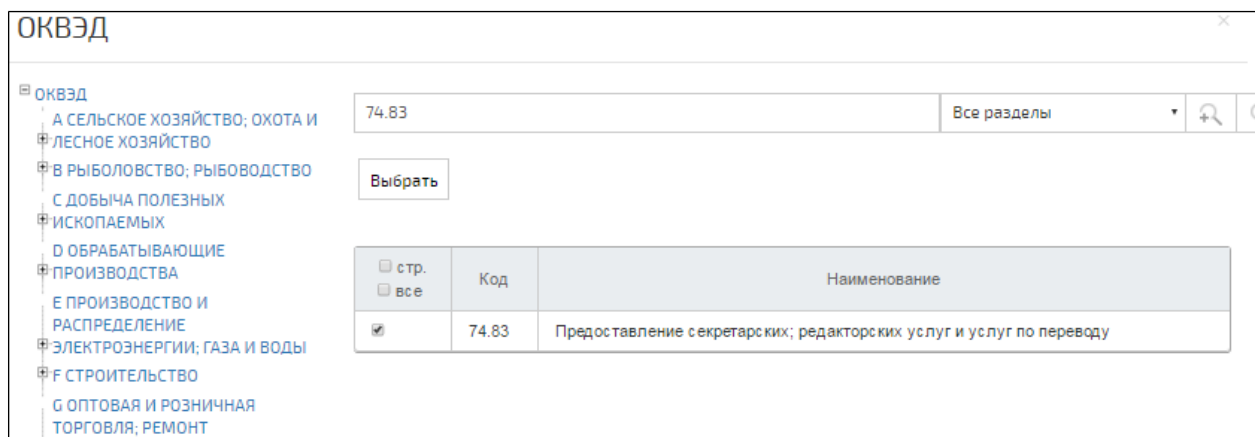 ОКВЭД
ОКВЭД
А СЕЛЬСКОЕ ХОЗЯЙСТВО; ОХОТА И
ЛЕСНОЕ ХОЗЯЙСТВО
В РЫБОЛОВСТВО; РЫБОВОДСТВО
С ДОБЫЧА ПОЛЕЗНЫХ
ИСКОПАЕМЫХ
D ОБРАБАТЫВАЮЩИЕ
ПРОИЗВОДСТВА
Е ПРОИЗВОДСТВО И
РАСПРЕДЕЛЕНИЕ
ЭЛЕКТРОЭНЕРГИИ; ГАЗА И ВОДЫ
F СТРОИТЕЛЬСТВО
G ОПТОВАЯ И РОЗНИЧНАЯ
ТОРГОВЛЯ; РЕМОНТ
74.83 Все разделы
Выбрать
стр.
все
Код Наименование
74.83 Предоставление секретарских; редакторских услуг и услуг по переводу